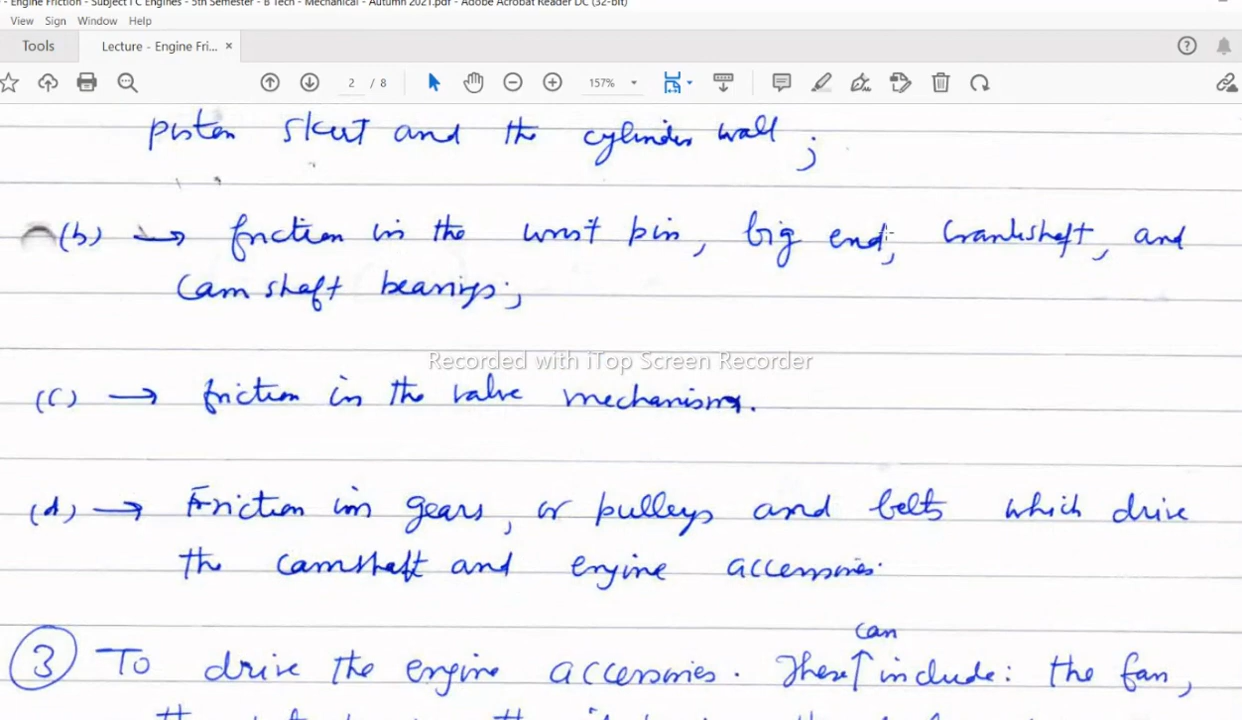 - Engine Friction - Subject I C Engines - 5th Semester - B Tech - Mechanical - Autumn 2021.pdf - Adobe Acrobat Reader DC (32-bit)
View Sign Window Help
Tools Lecture - Engine Fri... ×
2 / 8 157%
piston skirt and the cylinder wall ;
(b) → friction in the wrist pin, big end, crankshaft, and
camshaft bearings;
Recorded with iTop Screen Recorder
(c) → friction in the valve mechanism.
(d) → Friction in gears, or pulleys and belts which drive
the camshaft and engine accessories.
can
③ To drive the engine accessories. These ↑ include: the fan,